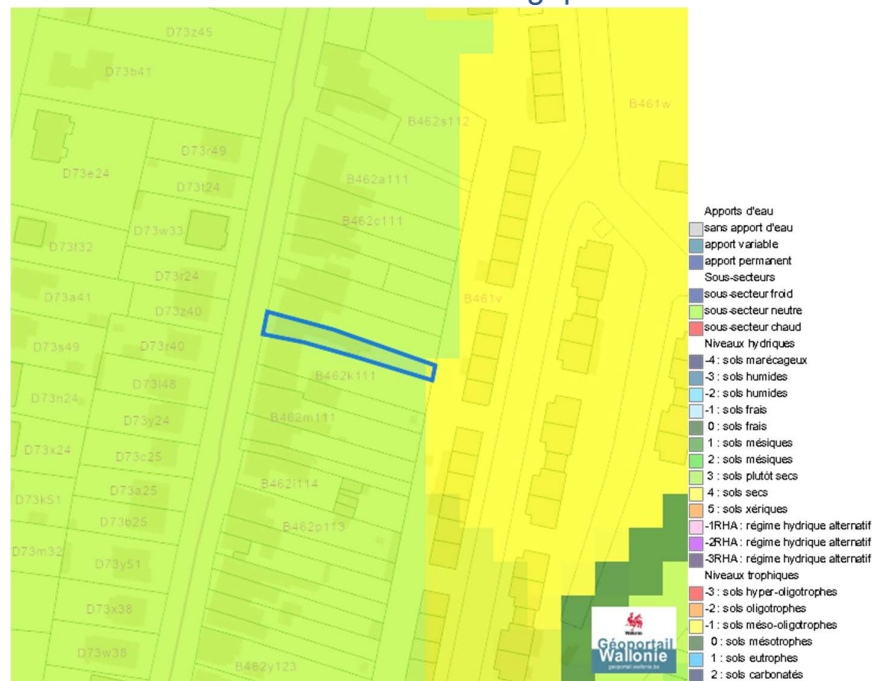 D73z45
D73b41
B461w
B462s112
D73r49
D73e24
D73t24
B462a111
B462c111
D73w33
D73f32
D73r24
D73a41
D73z40
B461v
D73s49
D73r40
B462k111
D73l48
D73n24
B462m111
D73y24
D73x24
D73c25
D73a25
B462l114
D73k51
B462p113
D73b25
D73m32
D73y51
D73x38
D73w38
B462y123
Apports d'eau
sans apport d'eau
apport variable
apport permanent
Sous-secteurs
sous-secteur froid
sous-secteur neutre
sous-secteur chaud
Niveaux hydriques
-4 : sols marécageux
-3 : sols humides
-2 : sols humides
-1 : sols frais
0 : sols frais
1 : sols mésiques
2 : sols mésiques
3 : sols plutôt secs
4 : sols secs
5 : sols xériques
-1RHA : régime hydrique alternatif
-2RHA : régime hydrique alternatif
-3RHA : régime hydrique alternatif
Niveaux trophiques
-3 : sols hyper-oligotrophes
-2 : sols oligotrophes
-1 : sols méso-oligotrophes
0 : sols mésotrophes
1 : sols eutrophes
2 : sols carbonatés
Wallonie
Géoportail
Wallonie
geoportail.wallonie.be